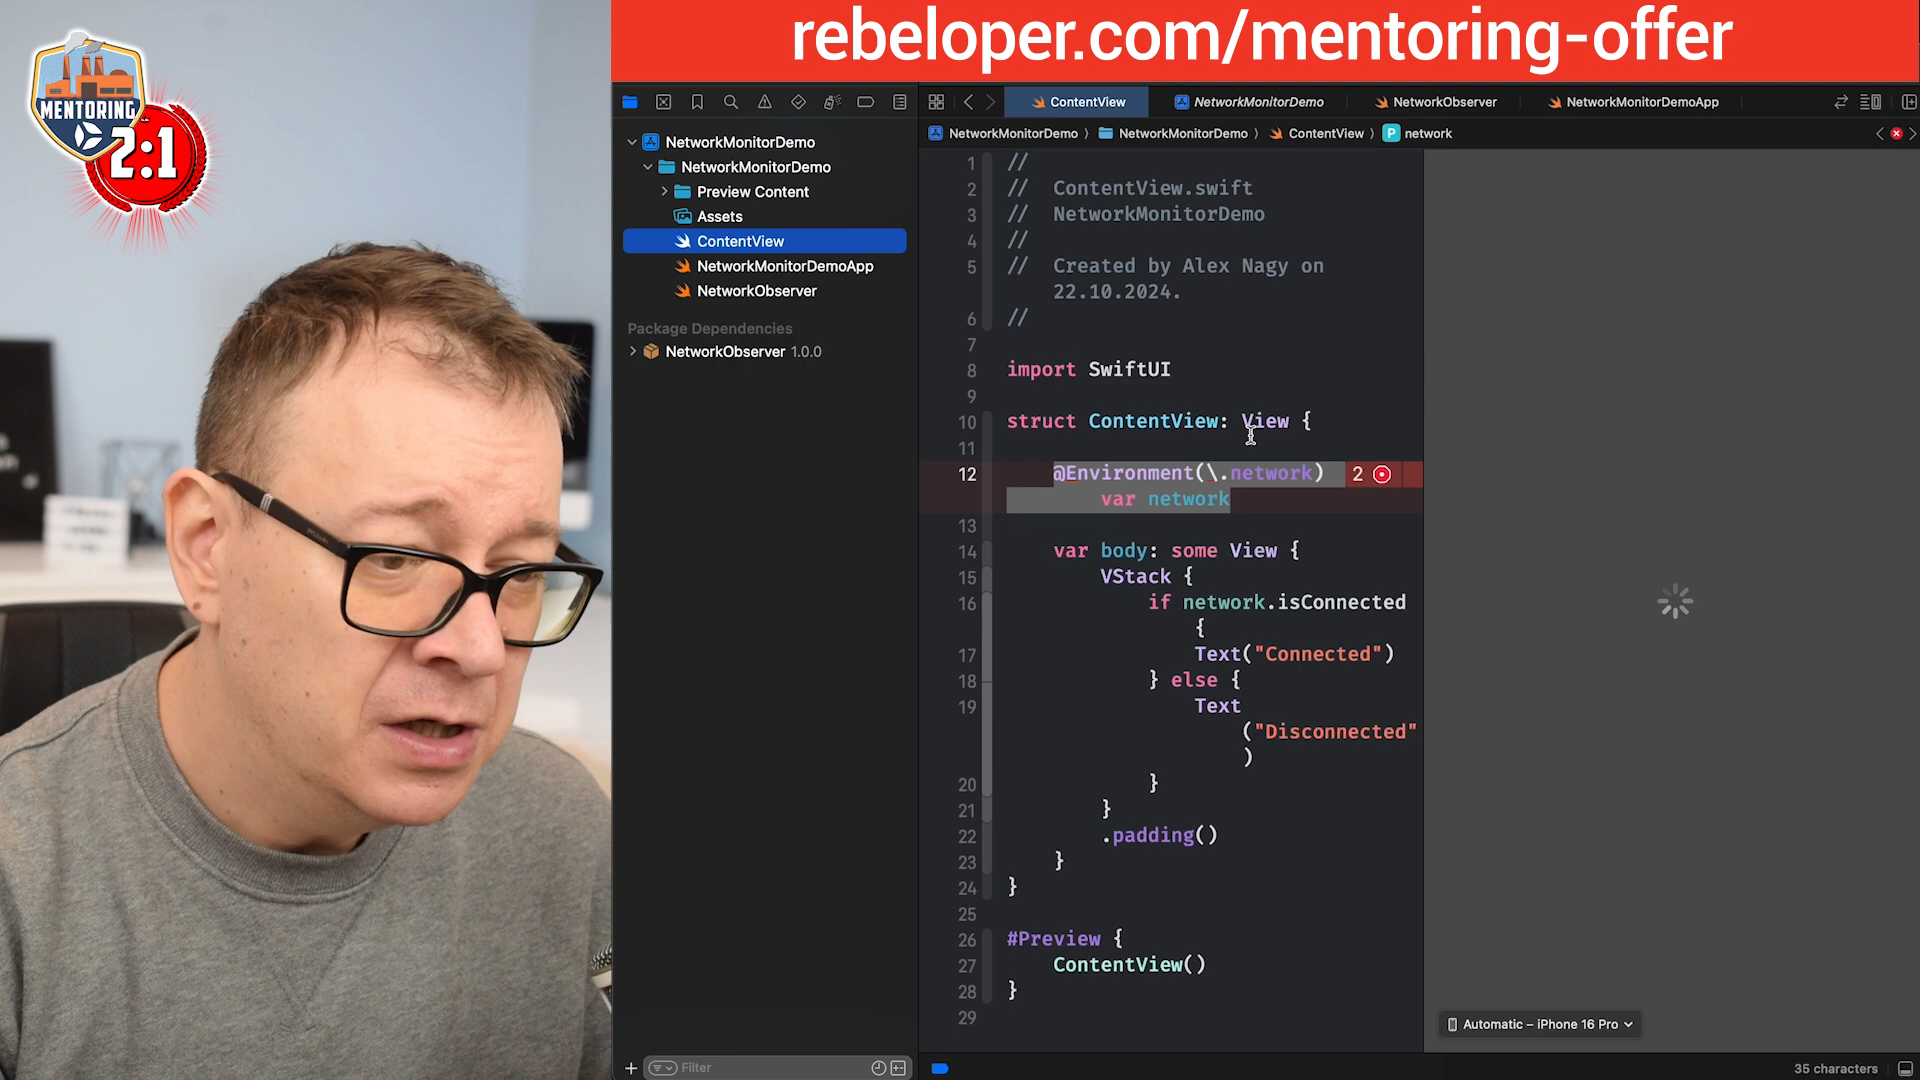 rebeloper.com/mentoring-offer
MENTORING
2:1
ContentView
NetworkMonitorDemo
NetworkObserver
NetworkMonitorDemoApp
NetworkMonitorDemo
NetworkMonitorDemo
ContentView
P network
NetworkMonitorDemo
NetworkMonitorDemo
Preview Content
Assets
ContentView
NetworkMonitorDemoApp
NetworkObserver
Package Dependencies
NetworkObserver 1.0.0
1 //
2 // ContentView.swift
3 // NetworkMonitorDemo
4 //
5 // Created by Alex Nagy on
22.10.2024.
6 //
7
8 import SwiftUI
9
10 struct ContentView: View {
11
12 @Environment(\.network) 2
var network
13
14 var body: some View {
15 VStack {
16 if network.isConnected
{
17 Text("Connected")
18 } else {
19 Text
("Disconnected"
)
20 }
21 }
22 .padding()
23 }
24 }
25
26 #Preview {
27 ContentView()
28 }
29
Automatic – iPhone 16 Pro
Filter
35 characters